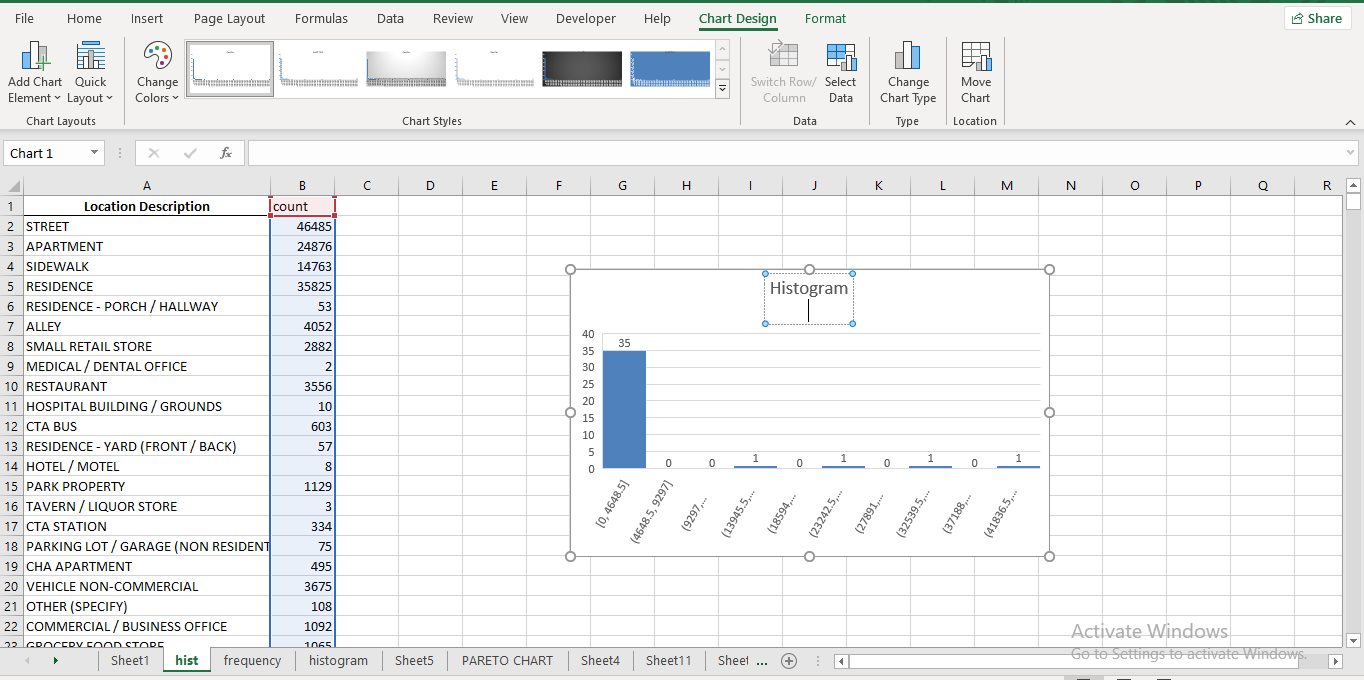 File Home Insert Page Layout Formulas Data Review View Developer Help Chart Design Format Share
Add Chart Element Quick Layout Change Colors Switch Row/ Column Select Data Change Chart Type Move Chart
Chart Layouts Chart Styles Data Type Location
Chart 1 fx
A B C D E F G H I J K L M N O P Q R
1 Location Description count
2 STREET 46485
3 APARTMENT 24876
4 SIDEWALK 14763
5 RESIDENCE 35825
6 RESIDENCE - PORCH / HALLWAY 53
7 ALLEY 4052
8 SMALL RETAIL STORE 2882
9 MEDICAL / DENTAL OFFICE 2
10 RESTAURANT 3556
11 HOSPITAL BUILDING / GROUNDS 10
12 CTA BUS 603
13 RESIDENCE - YARD (FRONT / BACK) 57
14 HOTEL / MOTEL 8
15 PARK PROPERTY 1129
16 TAVERN / LIQUOR STORE 3
17 CTA STATION 334
18 PARKING LOT / GARAGE (NON RESIDENT 75
19 CHA APARTMENT 495
20 VEHICLE NON-COMMERCIAL 3675
21 OTHER (SPECIFY) 108
22 COMMERCIAL / BUSINESS OFFICE 1092
23 GROCERY FOOD STORE 1065
Histogram
40
35
30
25
20
15
10
5
0
35 0 0 1 0 1 0 1 0 1
[0, 4648.5] (4648.5, 9297] (9297,... (13945.5,... (18594,... (23242.5,... (27891,... (32539.5,... (37188,... (41836.5,...
Activate Windows
Go to Settings to activate Windows.
Sheet1 hist frequency histogram Sheet5 PARETO CHART Sheet4 Sheet11 Sheet ...